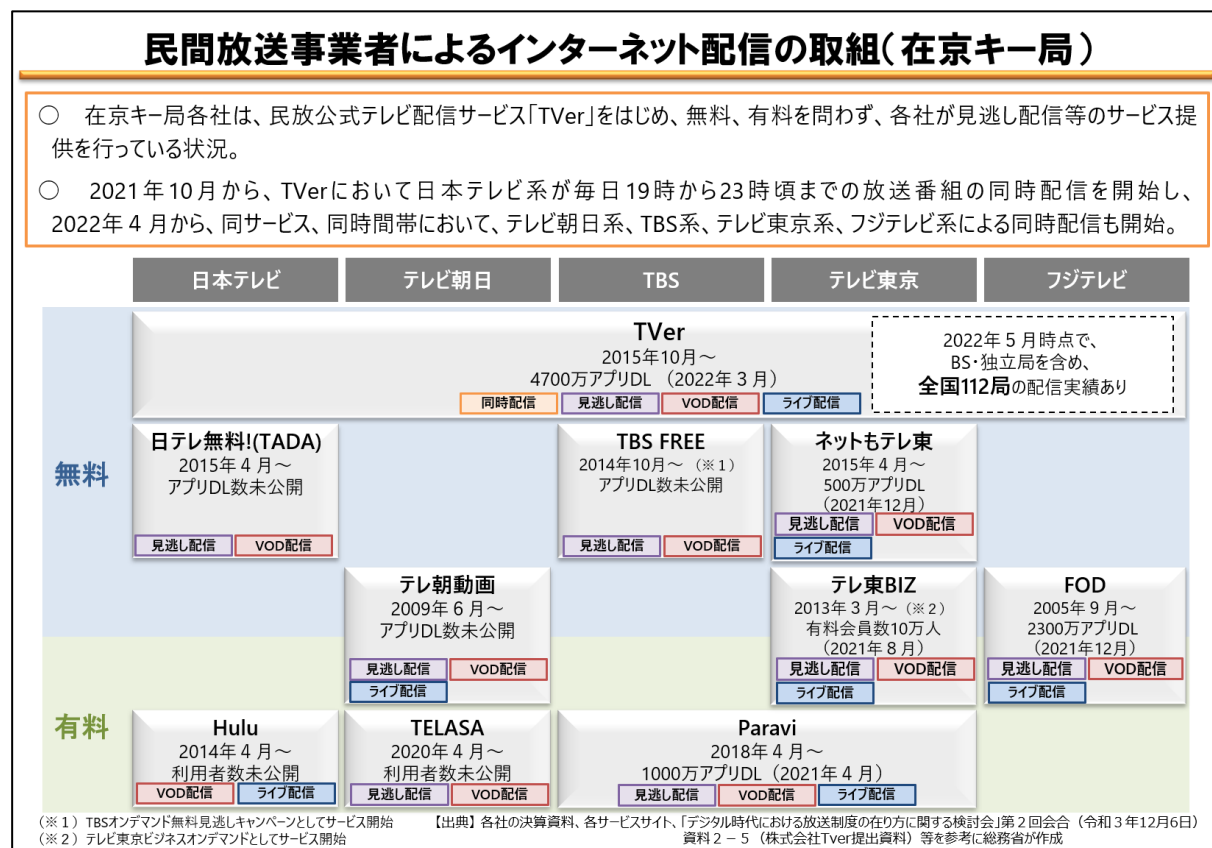 民間放送事業者によるインターネット配信の取組(在京キー局)
○ 在京キー局各社は、民放公式テレビ配信サービス「TVer」をはじめ、無料、有料を問わず、各社が見逃し配信等のサービス提
供を行っている状況。
○ 2021年10月から、TVerにおいて日本テレビ系が毎日19時から23時頃までの放送番組の同時配信を開始し、
2022年4月から、同サービス、同時間帯において、テレビ朝日系、TBS系、テレビ東京系、フジテレビ系による同時配信も開始。
日本テレビ
テレビ朝日
TBS
テレビ東京
フジテレビ
無料
TVer
2015年10月～
4700万アプリDL (2022年3月)
同時配信
見逃し配信
VOD配信
ライブ配信
2022年5月時点で、
BS・独立局を含め、
全国112局の配信実績あり
日テレ無料!(TADA)
2015年4月～
アプリDL数未公開
見逃し配信
VOD配信
TBS FREE
2014年10月～(※1)
アプリDL数未公開
見逃し配信
VOD配信
ネットもテレ東
2015年4月～
500万アプリDL
(2021年12月)
見逃し配信
VOD配信
ライブ配信
テレ朝動画
2009年6月～
アプリDL数未公開
見逃し配信
VOD配信
ライブ配信
テレ東BIZ
2013年3月～(※2)
有料会員数10万人
(2021年8月)
見逃し配信
VOD配信
ライブ配信
FOD
2005年9月～
2300万アプリDL
(2021年12月)
見逃し配信
VOD配信
ライブ配信
有料
Hulu
2014年4月～
利用者数未公開
VOD配信
ライブ配信
TELASA
2020年4月～
利用者数未公開
見逃し配信
VOD配信
Paravi
2018年4月～
1000万アプリDL(2021年4月)
見逃し配信
VOD配信
ライブ配信
(※1)TBSオンデマンド無料見逃しキャンペーンとしてサービス開始
(※2)テレビ東京ビジネスオンデマンドとしてサービス開始
【出典】各社の決算資料、各サービスサイト、「デジタル時代における放送制度の在り方に関する検討会」第2回会合(令和3年12月6日)
資料2-5(株式会社Tver提出資料)等を参考に総務省が作成